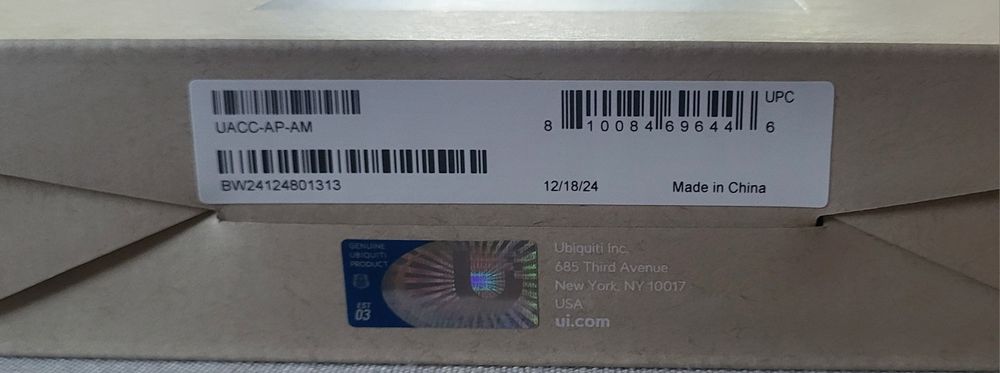 UACC-AP-AM
UPC
8 10084 69644 6
BW24124801313
12/18/24
Made in China
GENUINE
UBIQUITI
PRODUCT
EST
03
Ubiquiti Inc.
685 Third Avenue
New York, NY 10017
USA
ui.com